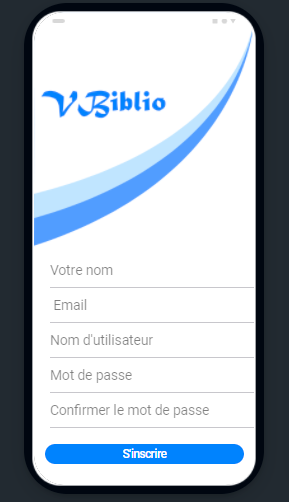 VBiblio
Votre nom
Email
Nom d'utilisateur
Mot de passe
Confirmer le mot de passe
S'inscrire